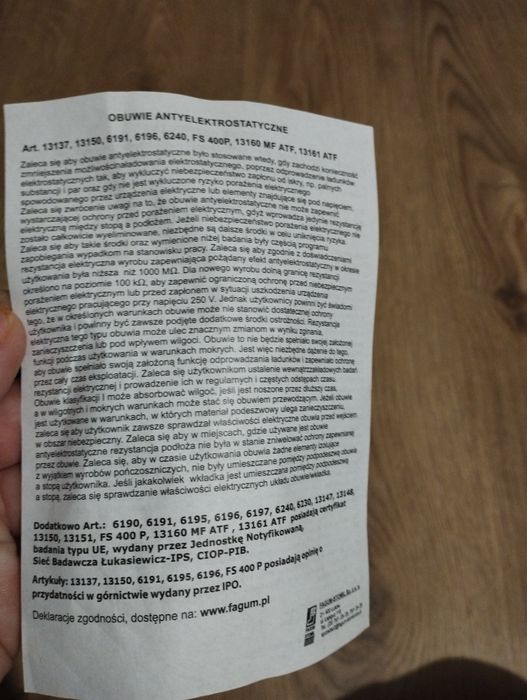 OBUWIE ANTYELEKTROSTATYCZNE
Art. 13137, 13150, 6191, 6196, 6240, FS 400P, 13160 MF ATF, 13161 ATF
Zaleca się aby obuwie antyelektrostatyczne było stosowane wtedy, gdy zachodzi konieczność
zmniejszenia możliwości naładowania elektrostatycznego, poprzez odprowadzenie ładunków
elektrostatycznych tak, aby wykluczyć niebezpieczeństwo zapłonu od iskry, np. palnych
substancji i par oraz gdy nie jest wykluczone ryzyko porażenia elektrycznego
spowodowanego przez urządzenia elektryczne lub elementy znajdujące się pod napięciem.
Zaleca się zwrócenie uwagi na to, że obuwie antyelektrostatyczne nie może zapewnić
wystarczającej ochrony przed porażeniem elektrycznym, gdyż wprowadza jedynie rezystancję
elektryczną między stopą a podłożem. Jeżeli niebezpieczeństwo porażenia elektrycznego nie
zostało całkowicie wyeliminowane, niezbędne są dalsze środki w celu uniknięcia ryzyka.
Zaleca się aby takie środki oraz wymienione niżej badania były częścią programu
zapobiegania wypadkom na stanowisku pracy. Zaleca się aby zgodnie z doświadczeniami
rezystancja elektryczna wyrobu zapewniająca pożądany efekt antyelektrostatyczny w okresie
użytkowania była niższa niż 1000 MΩ. Dla nowego wyrobu dolną granicę rezystancji
określono na poziomie 100 kΩ, aby zapewnić ograniczoną ochronę przed niebezpiecznym
porażeniem elektrycznym lub przed zapłonem w sytuacji uszkodzenia urządzenia
elektrycznego pracującego przy napięciu 250 V. Jednak użytkownicy powinni być świadomi
tego, że w określonych warunkach obuwie może nie stanowić dostatecznej ochrony
użytkownika i powinny być zawsze podjęte dodatkowe środki ostrożności. Rezystancja
elektryczna tego typu obuwia może ulec znacznym zmianom w wyniku zginania,
zanieczyszczenia lub pod wpływem wilgoci. Obuwie to nie będzie spełniało swojej założonej
funkcji podczas użytkowania w warunkach mokrych. Jest więc niezbędne dążenie do tego,
aby obuwie spełniało swoją założoną funkcję odprowadzania ładunków i zapewniało ochronę
przez cały czas eksploatacji. Zaleca się użytkownikom ustalenie wewnątrzzakładowych badań
rezystancji elektrycznej i prowadzenie ich w regularnych i częstych odstępach czasu.
Obuwie klasyfikacji I może absorbować wilgoć, jeśli jest noszone przez dłuższy czas,
a w wilgotnych i mokrych warunkach może stać się obuwiem przewodzącym. Jeżeli obuwie
jest użytkowane w warunkach, w których materiał podeszwowy ulega zanieczyszczeniu,
zaleca się aby użytkownik zawsze sprawdzał właściwości elektryczne obuwia przed wejściem
w obszar niebezpieczny. Zaleca się aby w miejscach, gdzie używane jest obuwie
antyelektrostatyczne rezystancja podłoża nie była w stanie zniwelować ochrony zapewnianej
przez obuwie. Zaleca się, aby w czasie użytkowania obuwia żadne elementy izolujące
z wyjątkiem wyrobów pończoszniczych, nie były umieszczane pomiędzy podpodeszwą obuwia
a stopą użytkownika. Jeśli jakakolwiek wkładka jest umieszczana pomiędzy podpodeszwą
a stopą, zaleca się sprawdzanie właściwości elektrycznych układu obuwie/wkładka.
Dodatkowo Art.: 6190, 6191, 6195, 6196, 6197, 6240, 6230, 13147, 13148,
13150, 13151, FS 400 P, 13160 MF ATF , 13161 ATF posiadają certyfikat
badania typu UE, wydany przez Jednostkę Notyfikowaną,
Sieć Badawcza Łukasiewicz-IPS, CIOP-PIB.
Artykuły: 13137, 13150, 6191, 6195, 6196, FS 400 P posiadają opinię o
przydatności w górnictwie wydany przez IPO.
Deklaracje zgodności, dostępne na: www.fagum.pl
FAGUM-STOMIL